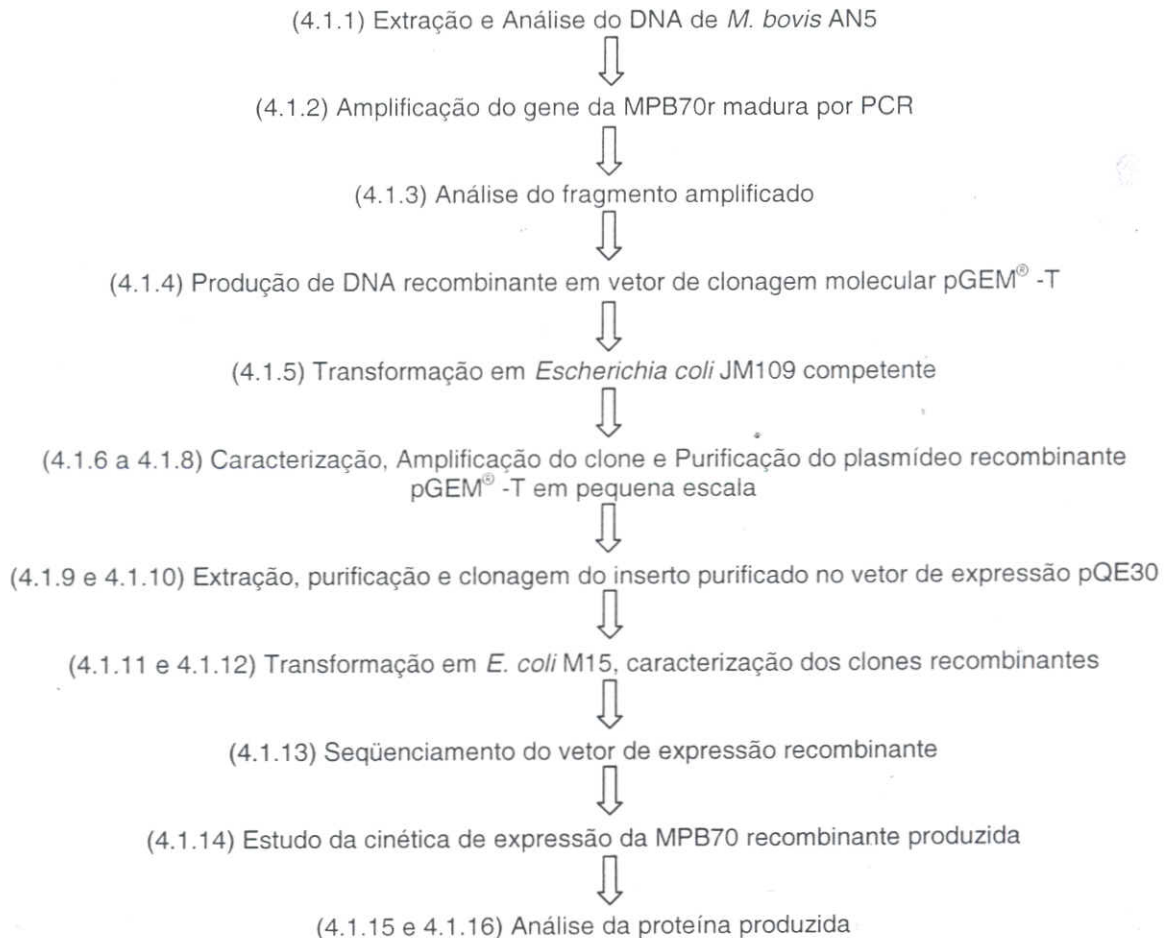 (4.1.1) Extração e Análise do DNA de M. bovis AN5
(4.1.2) Amplificação do gene da MPB70r madura por PCR
(4.1.3) Análise do fragmento amplificado
(4.1.4) Produção de DNA recombinante em vetor de clonagem molecular pGEM® -T
(4.1.5) Transformação em Escherichia coli JM109 competente
(4.1.6 a 4.1.8) Caracterização, Amplificação do clone e Purificação do plasmídeo recombinante
pGEM® -T em pequena escala
(4.1.9 e 4.1.10) Extração, purificação e clonagem do inserto purificado no vetor de expressão pQE30
(4.1.11 e 4.1.12) Transformação em E. coli M15, caracterização dos clones recombinantes
(4.1.13) Seqüenciamento do vetor de expressão recombinante
(4.1.14) Estudo da cinética de expressão da MPB70 recombinante produzida
(4.1.15 e 4.1.16) Análise da proteína produzida